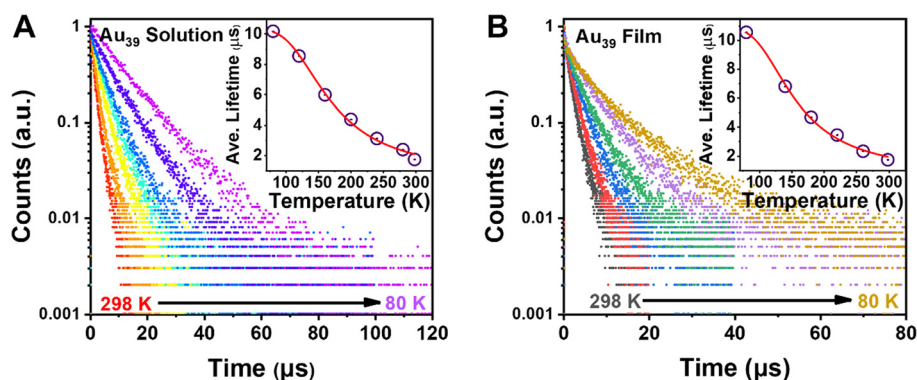 A
Au39 Solution
Counts (a.u.)
1
0.1
0.01
0.001
298 K
80 K
0 20 40 60 80 100 120
Time (μs)
Ave. Lifetime (μS)
10
8
6
4
2
100 150 200 250 300
Temperature (K)
B
Au39 Film
Counts (a.u.)
1
0.1
0.01
0.001
298 K
80 K
0 20 40 60 80
Time (μs)
Ave. Lifetime (μS)
10
8
6
4
2
100 150 200 250 300
Temperature (K)